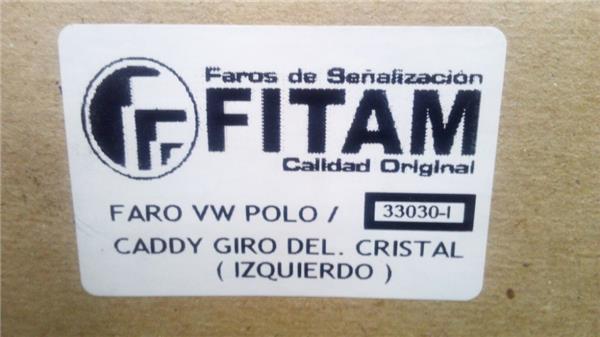 Faros de Señalización
FITAM
Calidad Original
FARO VW POLO / 33030-I
CADDY GIRO DEL. CRISTAL
( IZQUIERDO )